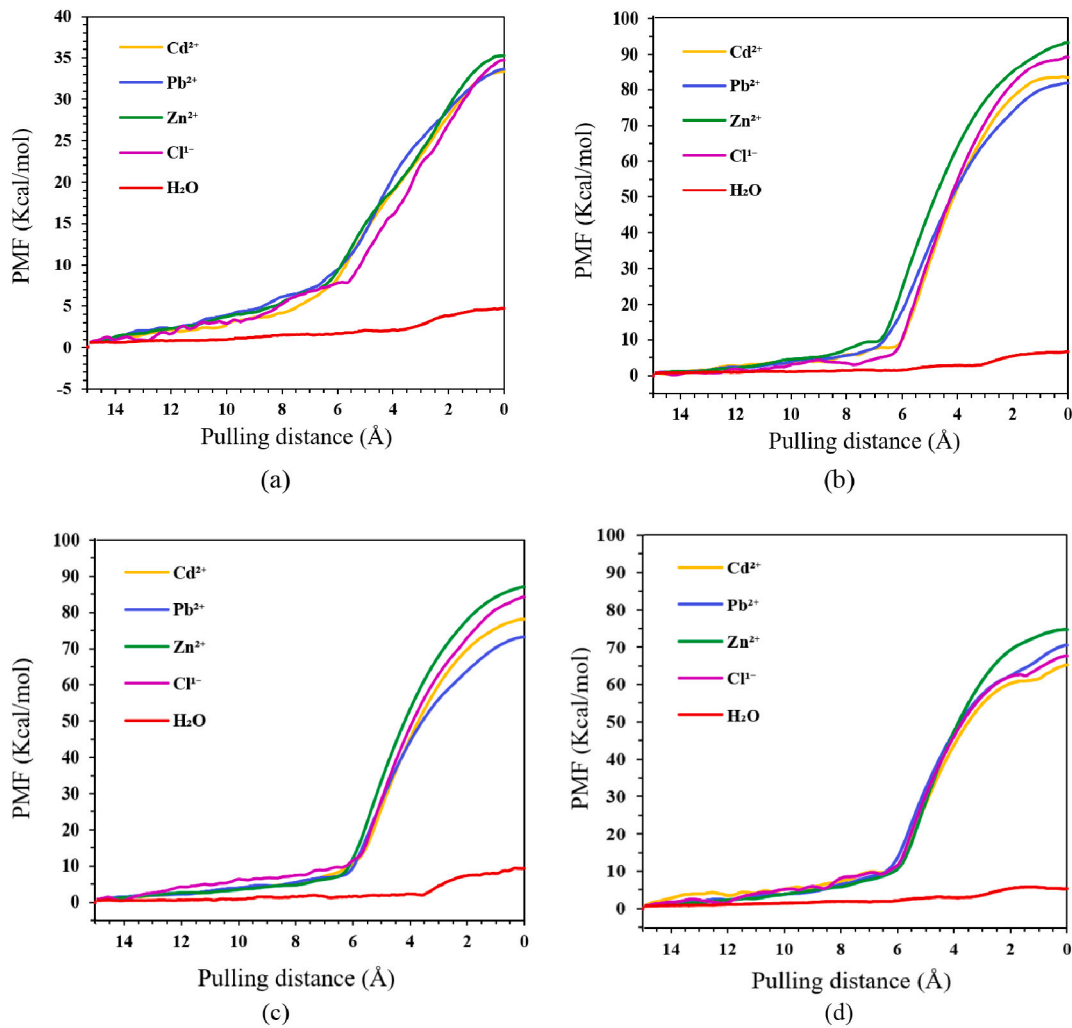 40
35
30
25
20
15
10
5
0
-5
PMF (Kcal/mol)
Cd²⁺
Pb²⁺
Zn²⁺
Cl¹⁻
H₂O
14 12 10 8 6 4 2 0
Pulling distance (Å)
(a)
100
90
80
70
60
50
40
30
20
10
0
PMF (Kcal/mol)
Cd²⁺
Pb²⁺
Zn²⁺
Cl¹⁻
H₂O
14 12 10 8 6 4 2 0
Pulling distance (Å)
(b)
100
90
80
70
60
50
40
30
20
10
0
PMF (Kcal/mol)
Cd²⁺
Pb²⁺
Zn²⁺
Cl¹⁻
H₂O
14 12 10 8 6 4 2 0
Pulling distance (Å)
(c)
100
90
80
70
60
50
40
30
20
10
0
PMF (Kcal/mol)
Cd²⁺
Pb²⁺
Zn²⁺
Cl¹⁻
H₂O
14 12 10 8 6 4 2 0
Pulling distance (Å)
(d)